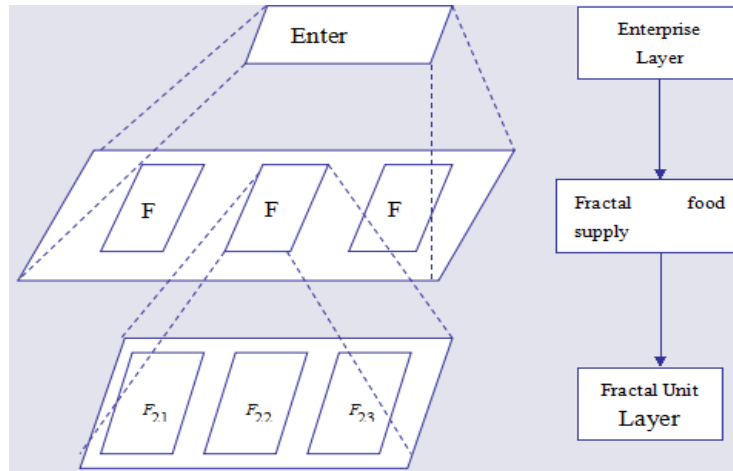 Enter
Enterprise
Layer
F F F
Fractal food
supply
F21 F22 F23
Fractal Unit
Layer